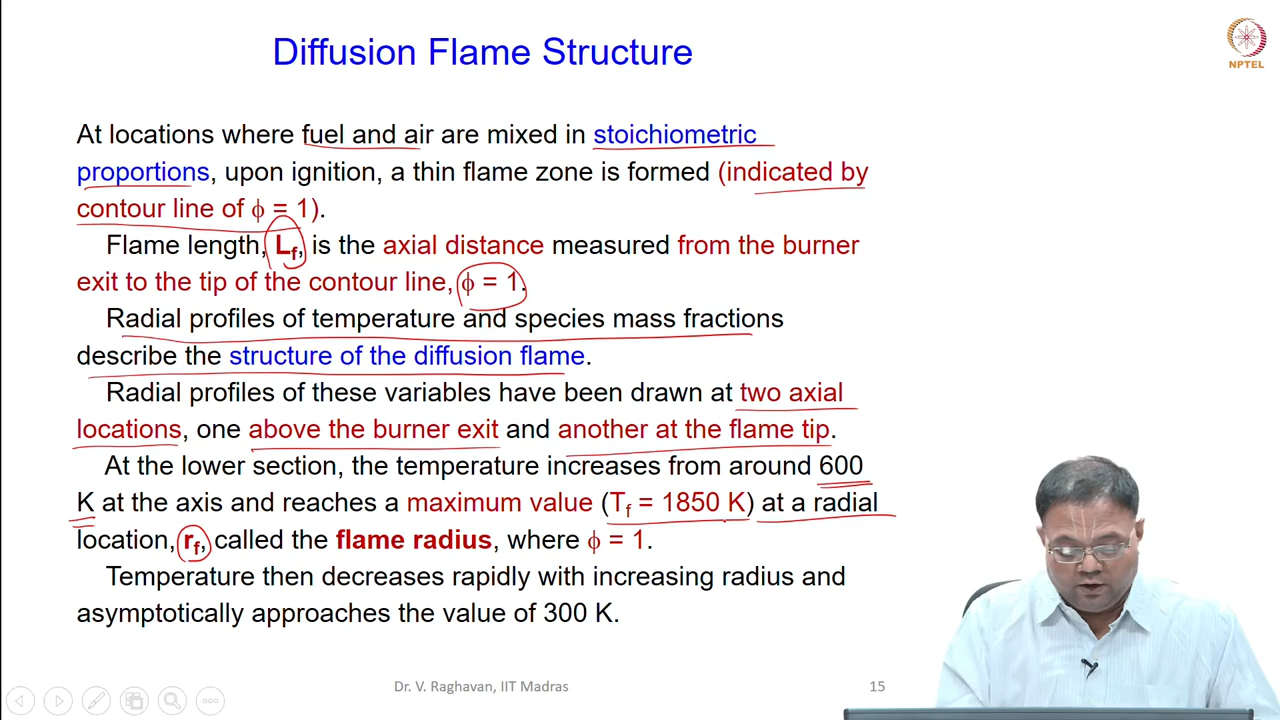 Diffusion Flame Structure
NPTEL
At locations where fuel and air are mixed in stoichiometric
proportions, upon ignition, a thin flame zone is formed (indicated by
contour line of ϕ = 1).
Flame length, Lf, is the axial distance measured from the burner
exit to the tip of the contour line, ϕ = 1.
Radial profiles of temperature and species mass fractions
describe the structure of the diffusion flame.
Radial profiles of these variables have been drawn at two axial
locations, one above the burner exit and another at the flame tip.
At the lower section, the temperature increases from around 600
K at the axis and reaches a maximum value (Tf = 1850 K) at a radial
location, rf, called the flame radius, where ϕ = 1.
Temperature then decreases rapidly with increasing radius and
asymptotically approaches the value of 300 K.
Dr. V. Raghavan, IIT Madras
15